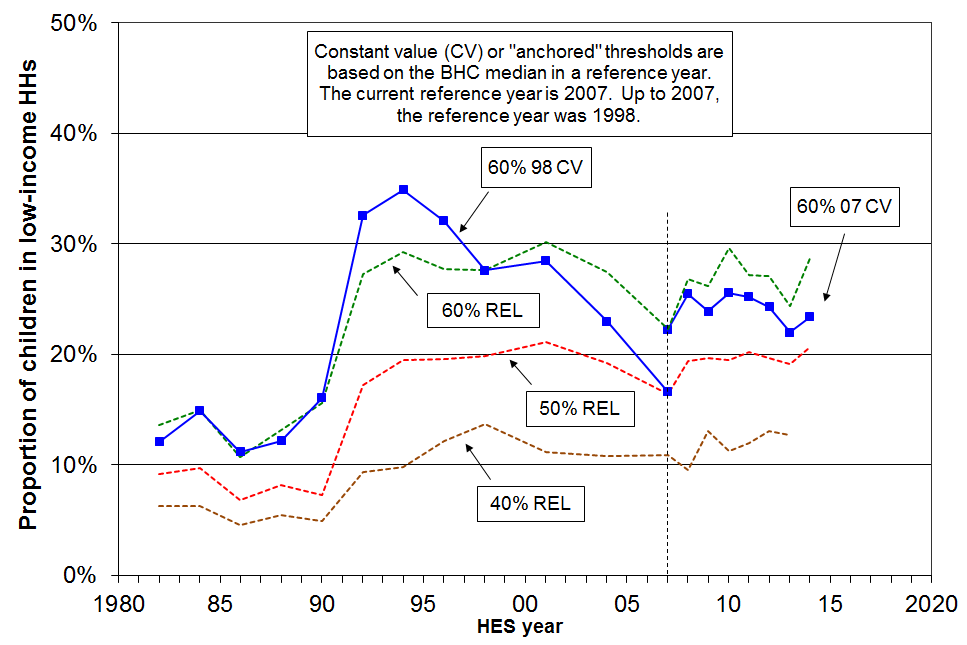 50%
40%
30%
20%
10%
0%
Proportion of children in low-income HHs
Constant value (CV) or "anchored" thresholds are
based on the BHC median in a reference year.
The current reference year is 2007.  Up to 2007,
the reference year was 1998.
60% 98 CV
60% 07 CV
60% REL
50% REL
40% REL
1980 85 90 95 00 05 10 15 2020
HES year